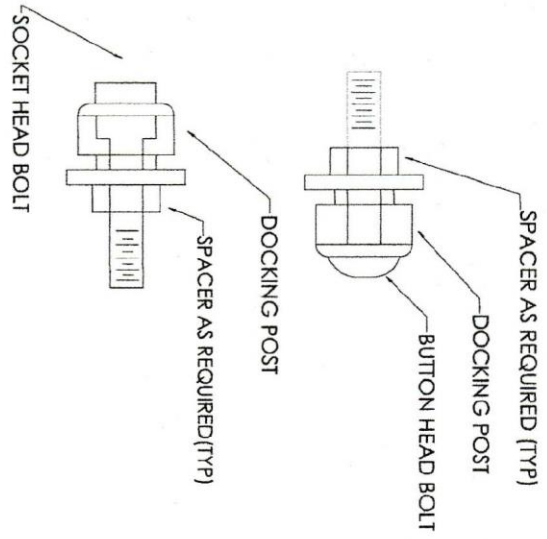 SPACER AS REQUIRED (TYP)
DOCKING POST
BUTTON HEAD BOLT
DOCKING POST
SPACER AS REQUIRED(TYP)
SOCKET HEAD BOLT